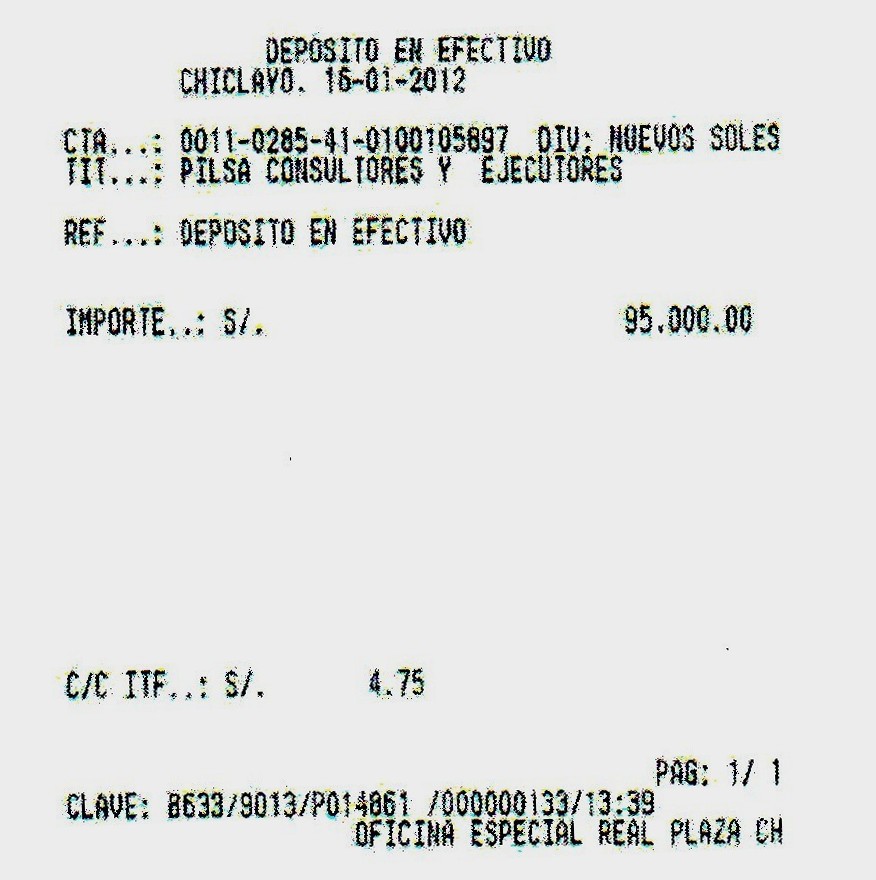 DEPOSITO EN EFECTIVO
CHICLAYO. 16-01-2012
CTA...: 0011-0285-41-0100105897 DIV: NUEVOS SOLES
TIT...: PILSA CONSULTORES Y EJECUTORES
REF...: DEPOSITO EN EFECTIVO
IMPORTE..: S/. 95.000.00
C/C ITF..: S/. 4.75
PAG: 1/ 1
CLAVE: 8633/9013/P014861 /000000133/13:39
OFICINA ESPECIAL REAL PLAZA CH